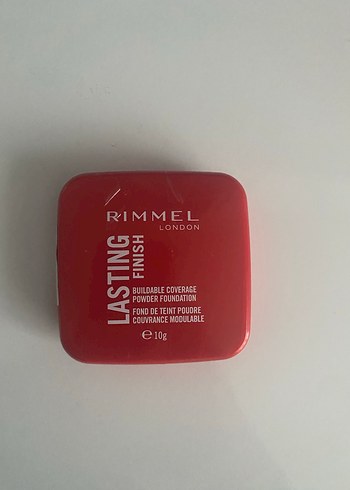 RIMMEL
LONDON
LASTING
FINISH
BUILDABLE COVERAGE
POWDER FOUNDATION
FOND DE TEINT POUDRE
COUVRANCE MODULABLE
℮10g